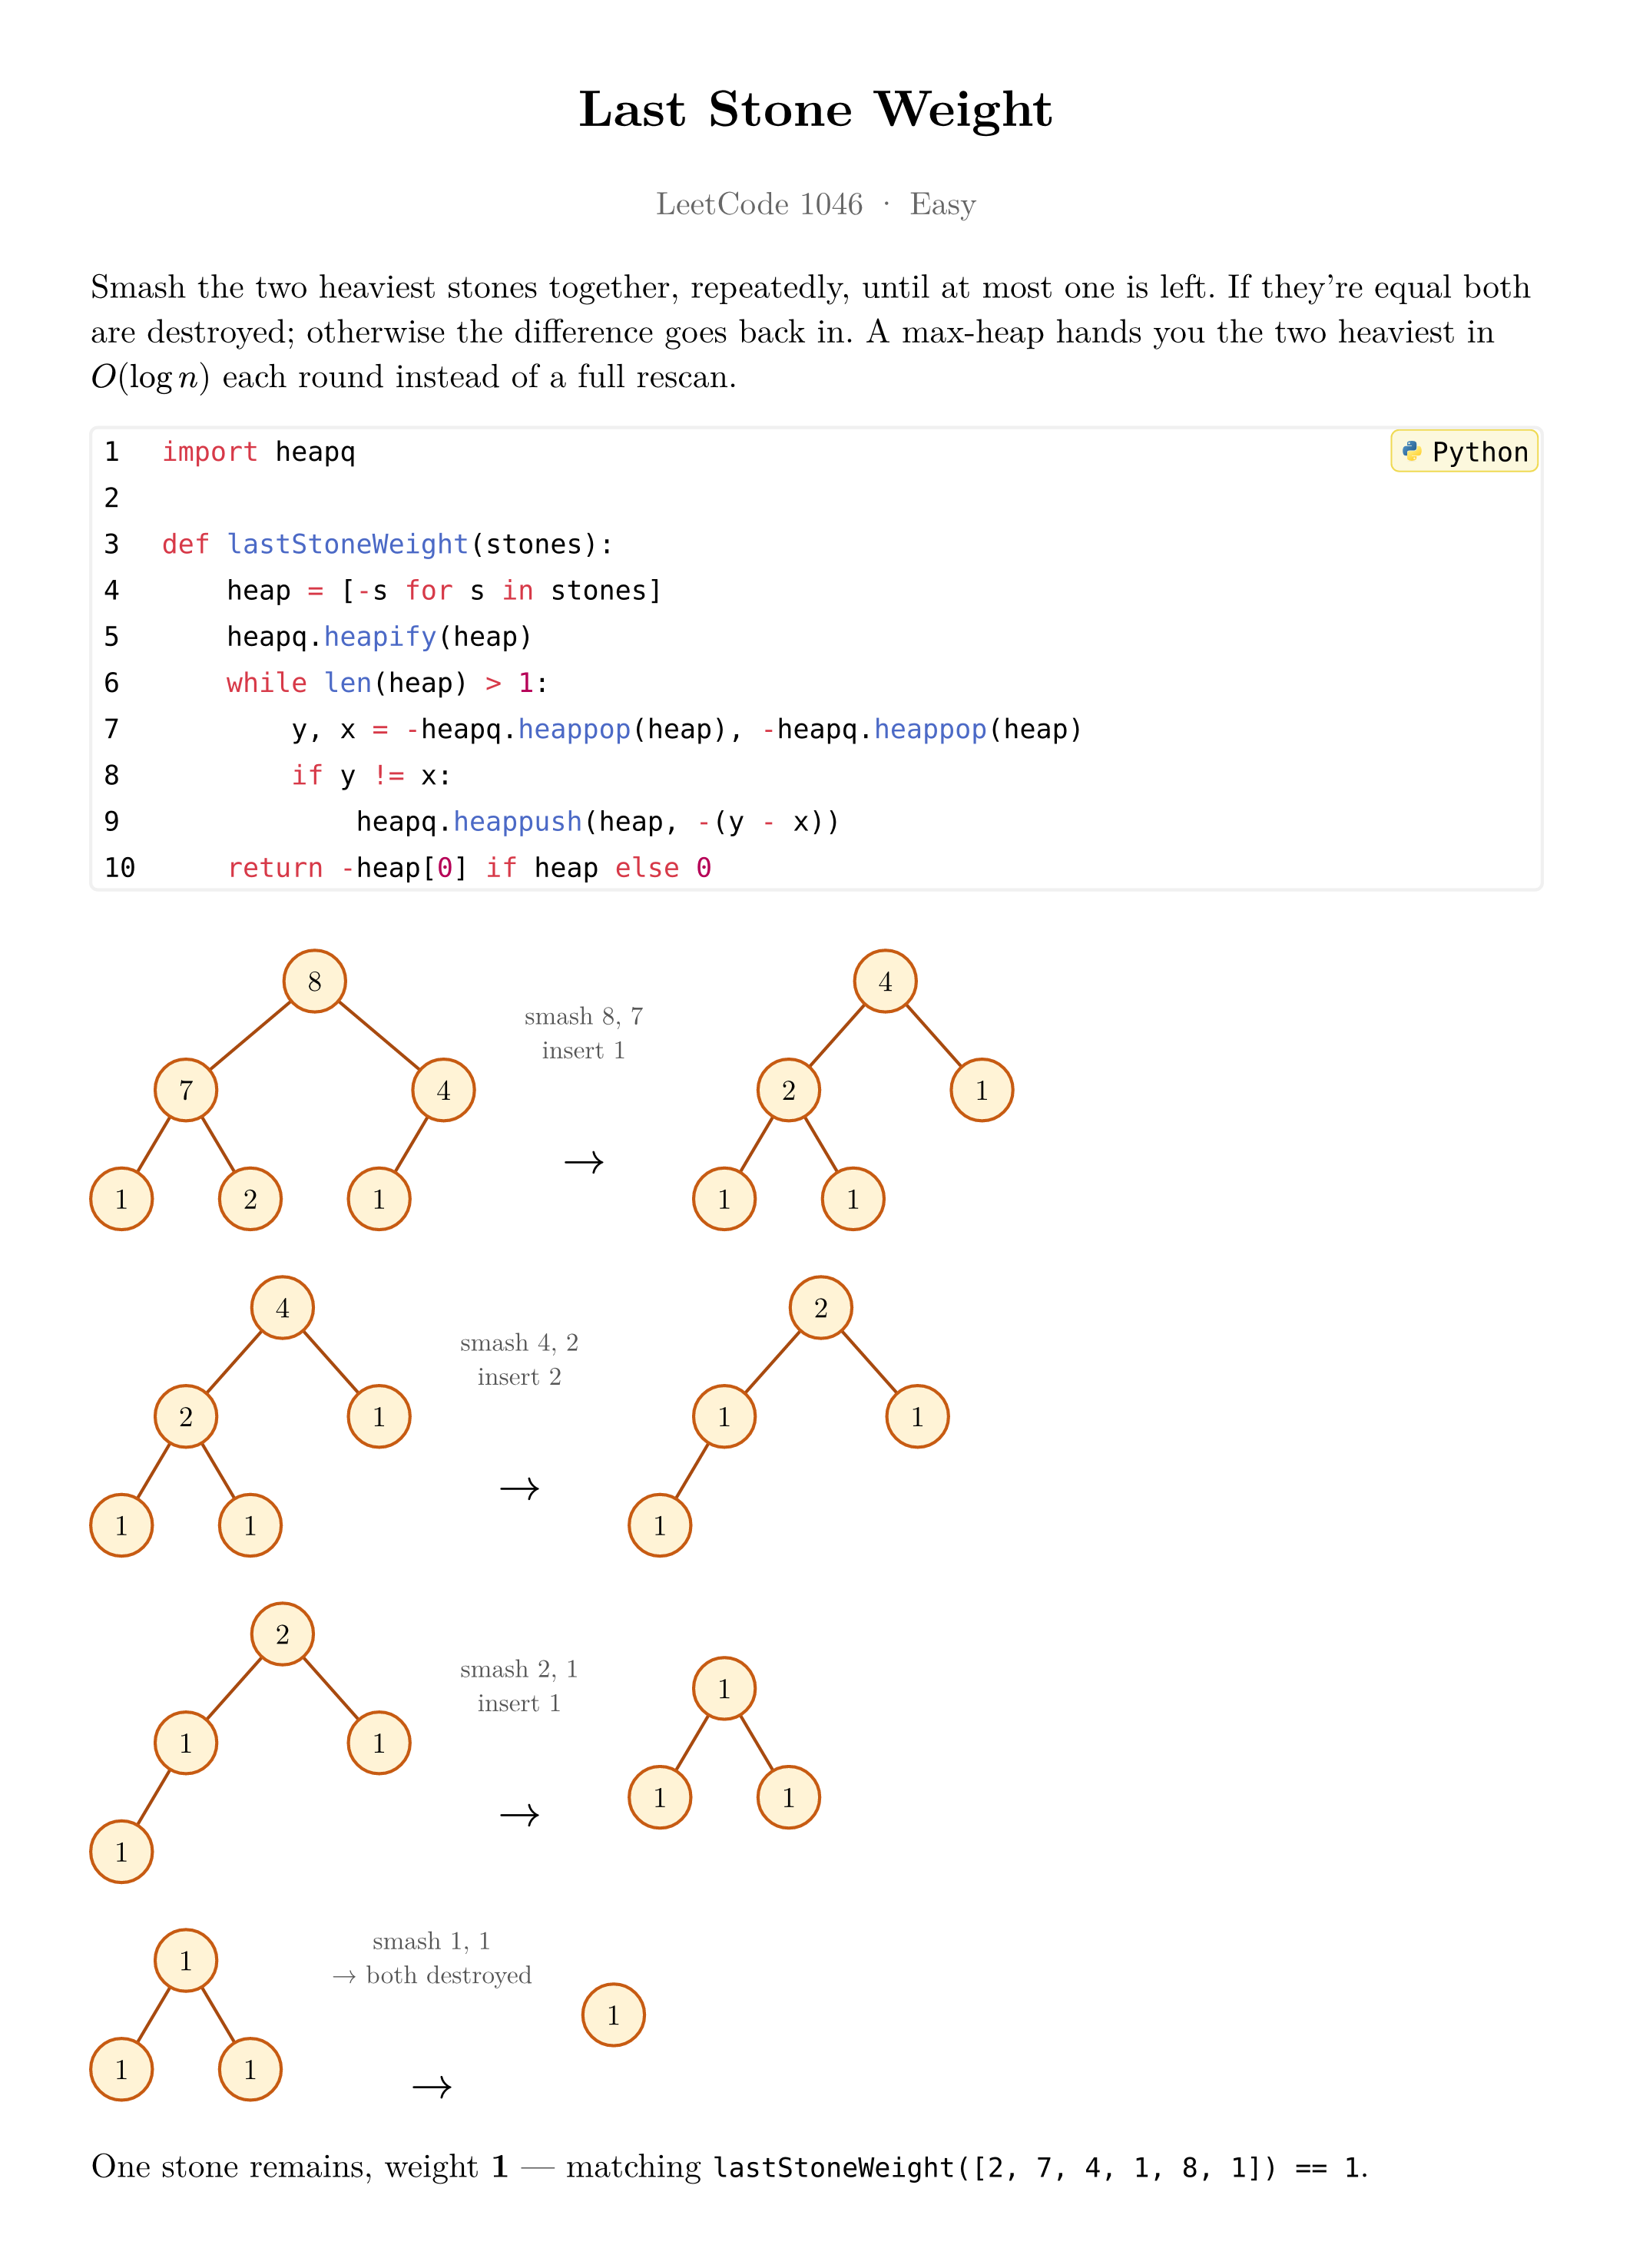 Last Stone Weight
LeetCode 1046 · Easy
Smash the two heaviest stones together, repeatedly, until at most one is left. If they're equal both
are destroyed; otherwise the difference goes back in. A max-heap hands you the two heaviest in
O(log n) each round instead of a full rescan.
Python
1 import heapq
2
3 def lastStoneWeight(stones):
4     heap = [-s for s in stones]
5     heapq.heapify(heap)
6     while len(heap) > 1:
7         y, x = -heapq.heappop(heap), -heapq.heappop(heap)
8         if y != x:
9             heapq.heappush(heap, -(y - x))
10     return -heap[0] if heap else 0
8
7 4
1 2 1
smash 8, 7
insert 1
→
4
2 1
1 1
4
2 1
1 1
smash 4, 2
insert 2
→
2
1 1
1
2
1 1
1
smash 2, 1
insert 1
→
1
1 1
1
1 1
smash 1, 1
→ both destroyed
→
1
One stone remains, weight 1 — matching lastStoneWeight([2, 7, 4, 1, 8, 1]) == 1.